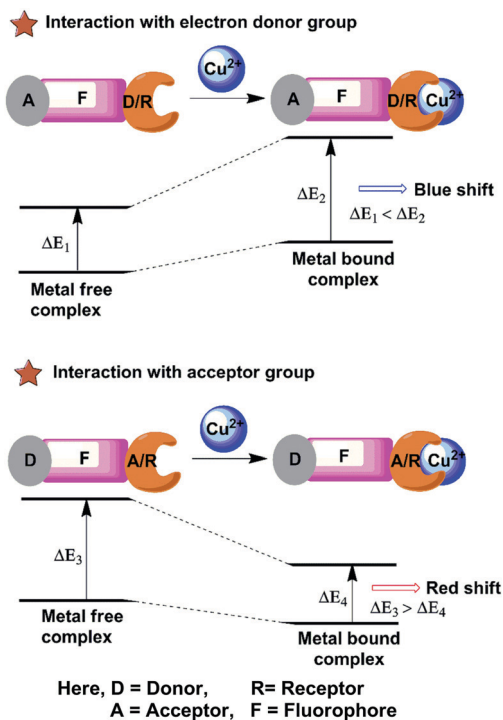 Interaction with electron donor group
Cu²⁺
A F D/R
A F D/R Cu²⁺
ΔE₁
ΔE₂
Blue shift
ΔE₁ < ΔE₂
Metal free
complex
Metal bound
complex
Interaction with acceptor group
Cu²⁺
D F A/R
D F A/R Cu²⁺
ΔE₃
ΔE₄
Red shift
ΔE₃ > ΔE₄
Metal free
complex
Metal bound
complex
Here, D = Donor, R= Receptor
A = Acceptor, F = Fluorophore